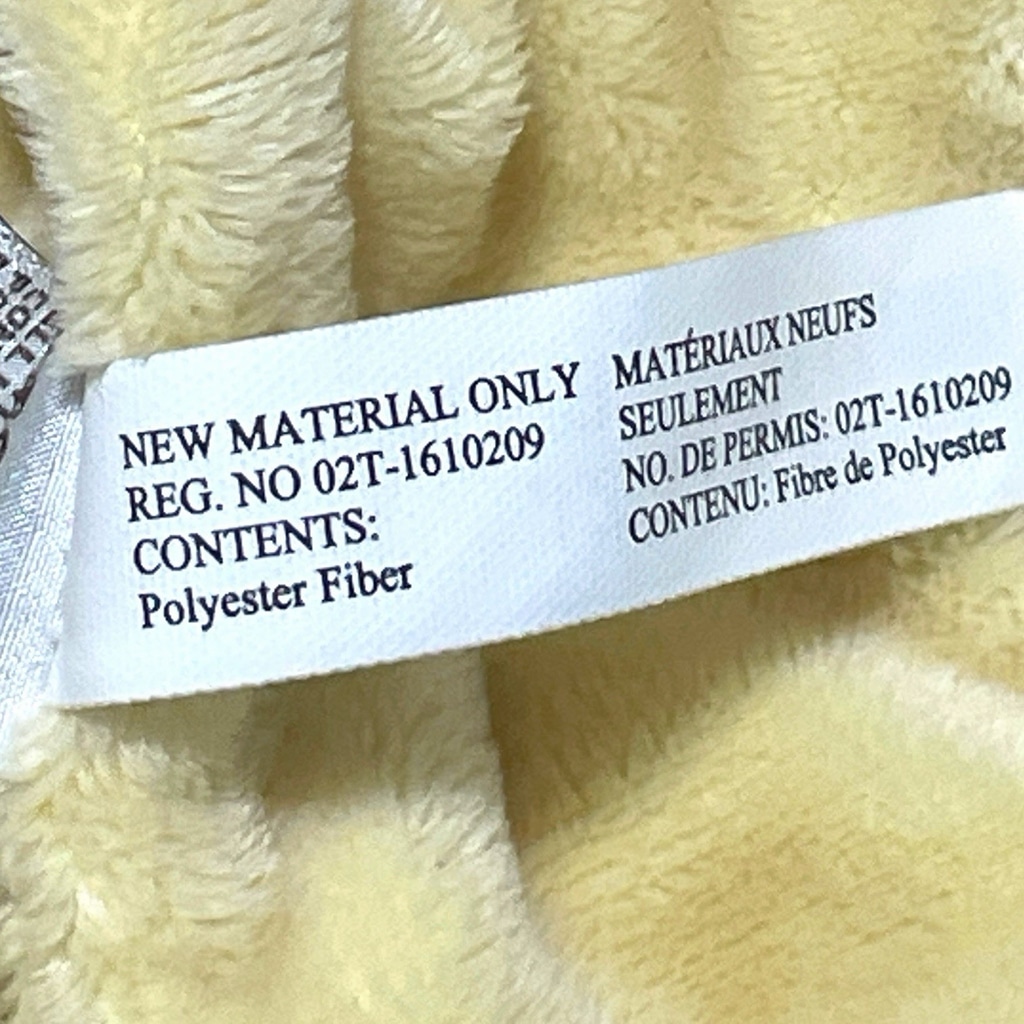 NEW MATERIAL ONLY
REG. NO 02T-1610209
CONTENTS:
Polyester Fiber
MATÉRIAUX NEUFS
SEULEMENT
NO. DE PERMIS: 02T-1610209
CONTENU: Fibre de Polyester